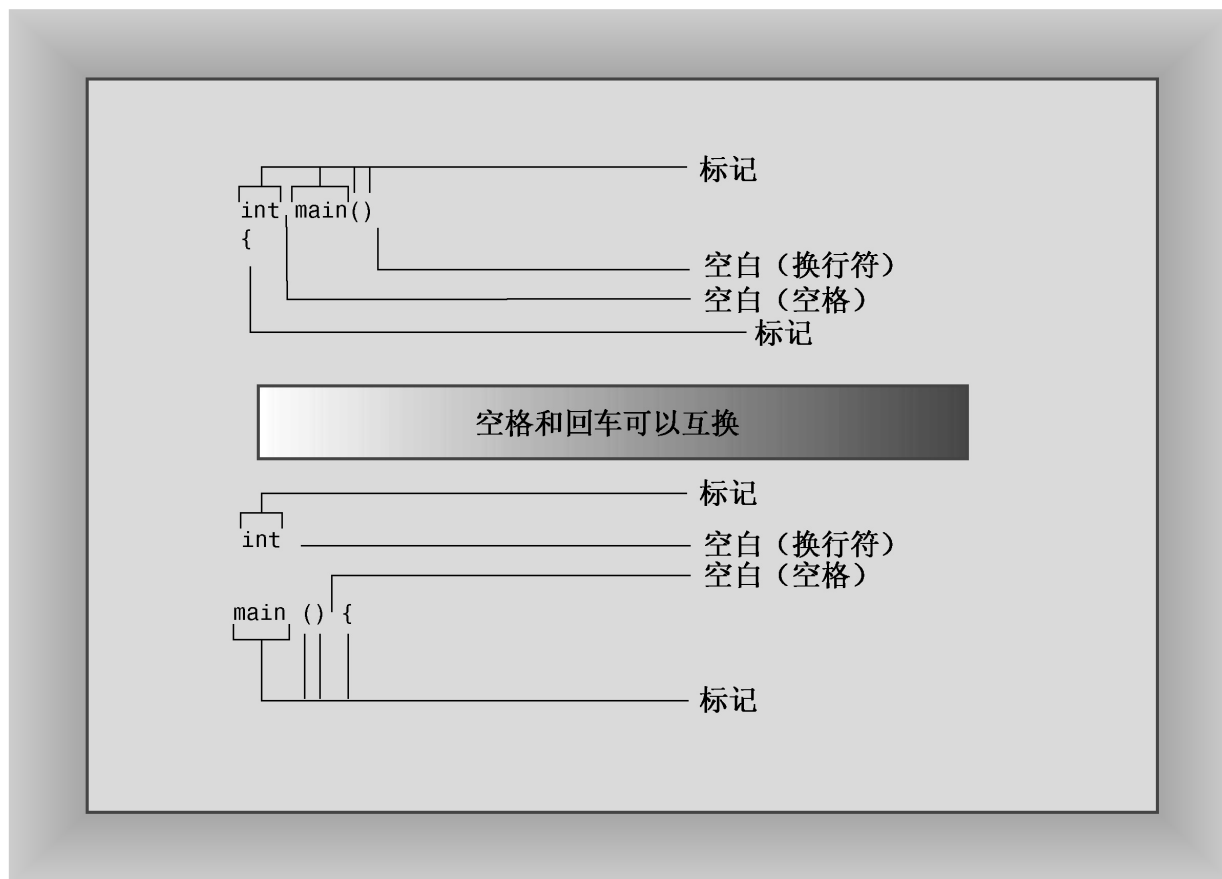 标记
int main()
{
空白（换行符）
空白（空格）
标记
空格和回车可以互换
标记
int
空白（换行符）
空白（空格）
main () {
标记